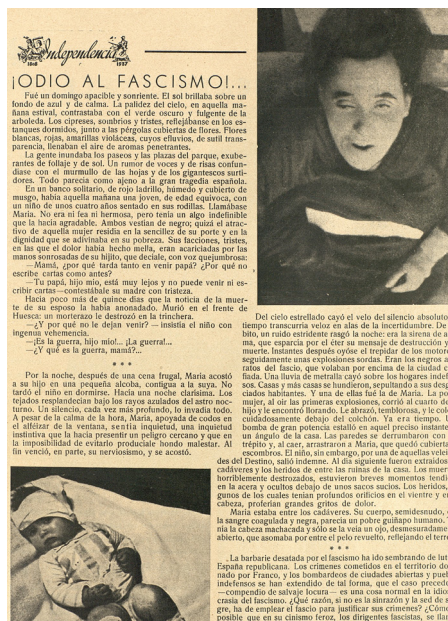 Independencia
1808
1937
¡ODIO AL FASCISMO!...
Fué un domingo apacible y sonriente. El sol brillaba sobre un
fondo de azul y de calma. La palidez del cielo, en aquella ma-
ñana estival, contrastaba con el verde oscuro y fulgente de la
arboleda. Los cipreses, sombríos y tristes, reflejábanse en los es-
tanques dormidos, junto a las pérgolas cubiertas de flores. Flores
blancas, rojas, amarillas viudas, cuyos efluvios, de sutil trans-
parencia, llenaban el aire de aromas penetrantes.
La gente inundaba los paseos y las plazas del parque, exube-
rantes de follaje y de sol. Un rumor de voces y de risas confun-
díase con el murmullo de las hojas y de los gigantescos surti-
dores. Todo parecía como ajeno a la gran tragedia española.
En un banco solitario, de rojo ladrillo, húmedo y cubierto de
musgo, había aquella mañana una joven, de edad equívoca, con
un niño de unos cuatro años sentado en sus rodillas. Llamábase
María. No era ni fea ni hermosa, pero tenía un algo indefinible
que la hacía agradable. Ambos vestían de negro; quizá el atrac-
tivo de aquella mujer residía en la sencillez de su porte y en la
dignidad que se adivinaba en su pobreza. Sus facciones, tristes,
en las que el dolor había hecho mella, eran acariciadas por las
manos sonrosadas de su hijito, que decíale, con voz quejumbrosa:
—Mamá, ¿por qué tarda tanto en venir papá? ¿Por qué no
escribe cartas como antes?
—Tu papá, hijo mío, está muy lejos y no puede venir ni es-
cribir cartas—contestábale su madre con tristeza.
Hacía poco más de quince días que la noticia de la muer-
te de su esposo la había anonadado. Murió en el frente de
Huesca: un morterazo le destrozó en la trinchera.
—¿Y por qué no le dejan venir? — insistía el niño con
ingenua vehemencia.
—¡Es la guerra, hijo mío!... ¡La guerra!...
—¿Y qué es la guerra, mamá?...
* * *
Por la noche, después de una cena frugal, María acostó
a su hijo en una pequeña alcoba, contigua a la suya. No
tardó el niño en dormirse. Hacía una noche clarísima. Los
tejados resplandecían bajo los rayos azulados del astro noc-
turno. Un silencio, cada vez más profundo, lo invadía todo.
A pesar de la calma de la hora, María, apoyada de codos en
el alféizar de la ventana, sentía inquietud, una inquietud
instintiva que la hacía presentir un peligro cercano y que en
la imposibilidad de evitarlo prodúcele hondo malestar. Al
fin venció, en parte, su nerviosismo, y se acostó.
Del cielo estrellado cayó el velo del silencio absoluto
tiempo transcurría veloz en alas de la incertidumbre. De
bito, un ruido estridente rasgó la noche: era la sirena de a
ma, que esparcía por el éter su mensaje de destrucción y
muerte. Instantes después oyóse el trepidar de los motore
seguidamente unas explosiones sordas. Eran los negros a
ratos del fascio, que volaban por encima de la ciudad c
liada. Una lluvia de metralla cayó sobre los hogares indef
sos. Casas y más casas se hundieron, sepultando a sus desg
ciados habitantes. Y una de ellas fué la de María. La po
mujer, al oír las primeras explosiones, corrió al cuarto de
hijo y le encontró llorando. Le abrazó, temblorosa, y le col
cuidadosamente debajo del colchón. Ya era tiempo. U
bomba de gran potencia estalló en aquel preciso instante
un ángulo de la casa. Las paredes se derrumbaron con
trépito y, al caer, arrastraron a María, que quedó cubierta
escombros. El niño, sin embargo, por una de aquellas velei
des del Destino, salió indemne. Al día siguiente fueron extraídos
cadáveres y los heridos de entre las ruinas de la casa. Los muer
horriblemente destrozados, estuvieron breves momentos tendi
en la acera y ocultos debajo de unos sacos sucios. Los heridos,
gunos de los cuales tenían profundos orificios en el vientre y en
cabeza, proferían grandes gritos de dolor.
María estaba entre los cadáveres. Su cuerpo, semidesnudo,
la sangre coagulada y negra, parecía un pobre guiñapo humano.
nía la cabeza machacada y sólo se la veía un ojo, desmesuradame
abierto, que asomaba por entre el pelo revuelto, reflejando el terre
* * *
La barbarie desatada por el fascismo ha ido sembrando de lut
España republicana. Los crímenes cometidos en el territorio do
nado por Franco, y los bombardeos de ciudades abiertas y puel
indefensos se han extendido de tal forma, que el caso precede
—compendio de salvaje locura— es una cosa normal en la idios
crasia del fascismo. ¿Qué razón, si no es la sinrazón y la sed de s
gre, ha de emplear el fascio para justificar sus crímenes? ¿Cómo
posible que en su cinismo feroz, los dirigentes fascistas, se llan